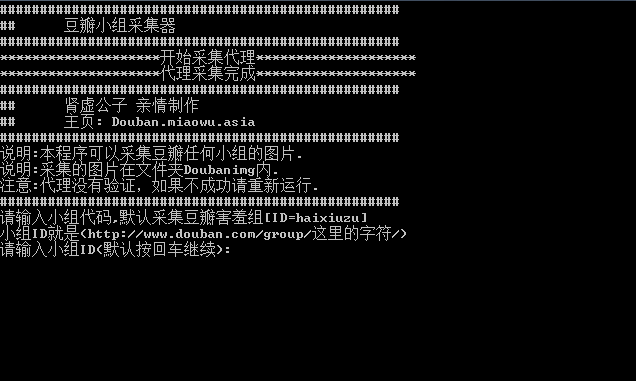 ##################################################
##      豆瓣小组采集器
##################################################
********************开始采集代理********************
********************代理采集完成********************
##################################################
##      肾虚公子 亲情制作
##      主页: Douban.miaowu.asia
##################################################
说明:本程序可以采集豆瓣任何小组的图片.
说明:采集的图片在文件夹Doubanimg内.
注意:代理没有验证，如果不成功请重新运行.
##################################################
请输入小组代码,默认采集豆瓣害羞组[ID=haixiuzu]
小组ID就是(http://www.douban.com/group/这里的字符/)
请输入小组ID(默认按回车继续):